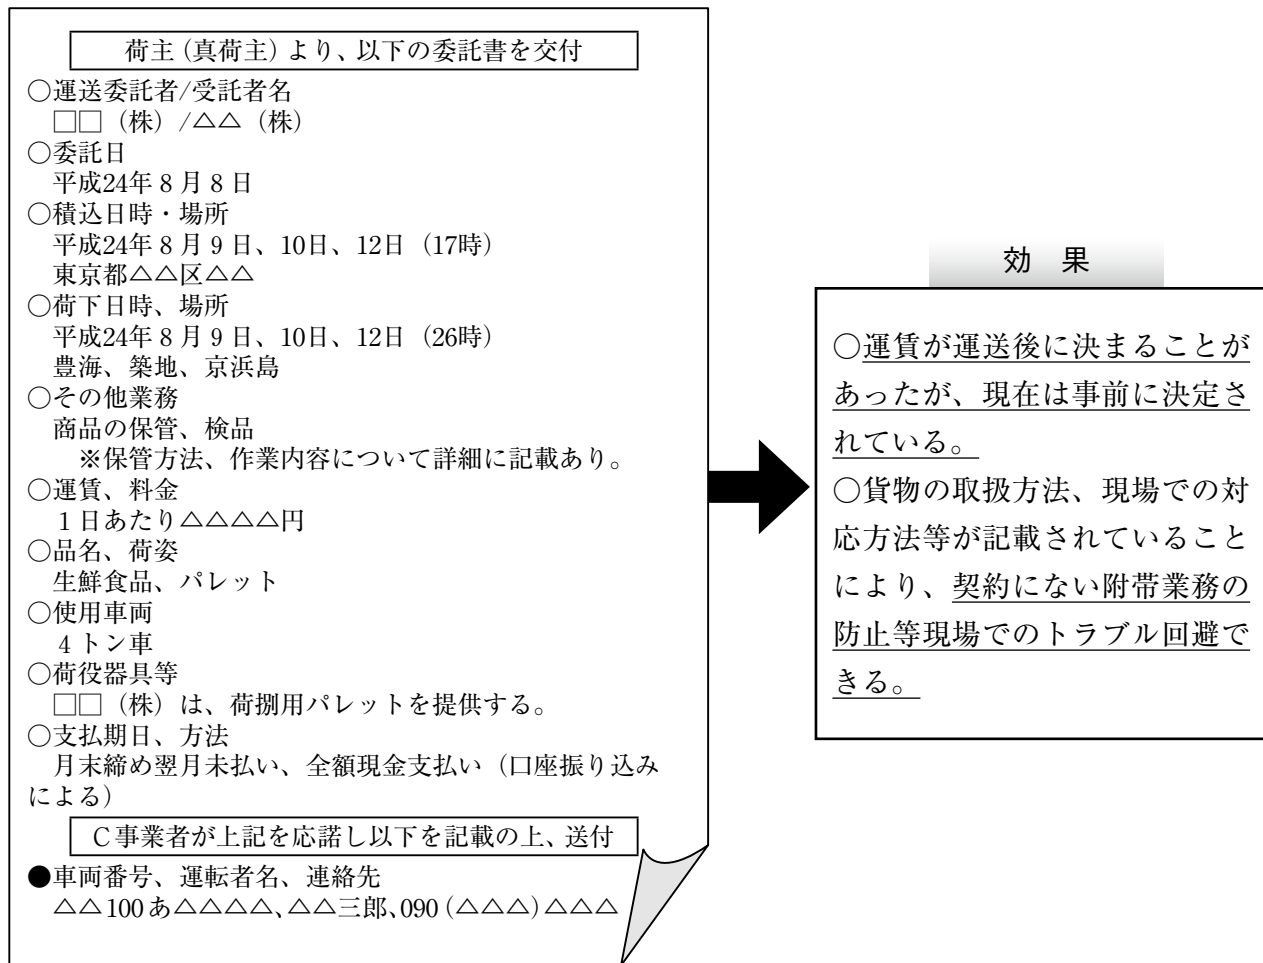 荷主（真荷主）より、以下の委託書を交付
○運送委託者/受託者名
□□（株）/△△（株）
○委託日
平成24年８月８日
○積込日時・場所
平成24年８月９日、10日、12日（17時）
東京都△△区△△
○荷下日時、場所
平成24年８月９日、10日、12日（26時）
豊海、築地、京浜島
○その他業務
商品の保管、検品
※保管方法、作業内容について詳細に記載あり。
○運賃、料金
１日あたり△△△△円
○品名、荷姿
生鮮食品、パレット
○使用車両
４トン車
○荷役器具等
□□（株）は、荷捌用パレットを提供する。
○支払期日、方法
月末締め翌月未払い、全額現金支払い（口座振り込み
による）
Ｃ事業者が上記を応諾し以下を記載の上、送付
●車両番号、運転者名、連絡先
△△100あ△△△△、△△三郎、090（△△△）△△△
効　果
○運賃が運送後に決まることが
あったが、現在は事前に決定さ
れている。
○貨物の取扱方法、現場での対
応方法等が記載されていること
により、契約にない附帯業務の
防止等現場でのトラブル回避で
きる。